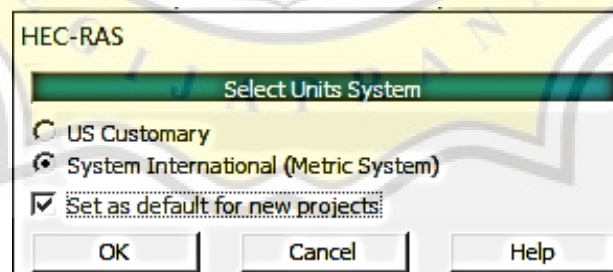 HEC-RAS
Select Units System
US Customary
System International (Metric System)
Set as default for new projects
OK Cancel Help